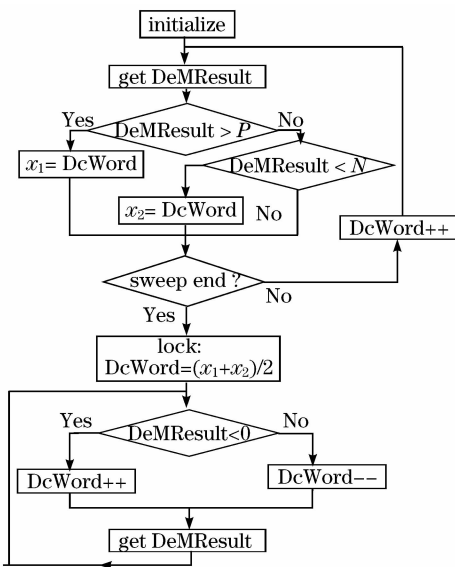 initialize
get DeMResult
Yes
DeMResult > P
No
x₁= DcWord
DeMResult < N
x₂= DcWord
No
DcWord++
sweep end ?
No
Yes
lock:
DcWord=(x₁+x₂)/2
Yes
DeMResult<0
No
DcWord++
DcWord--
get DeMResult